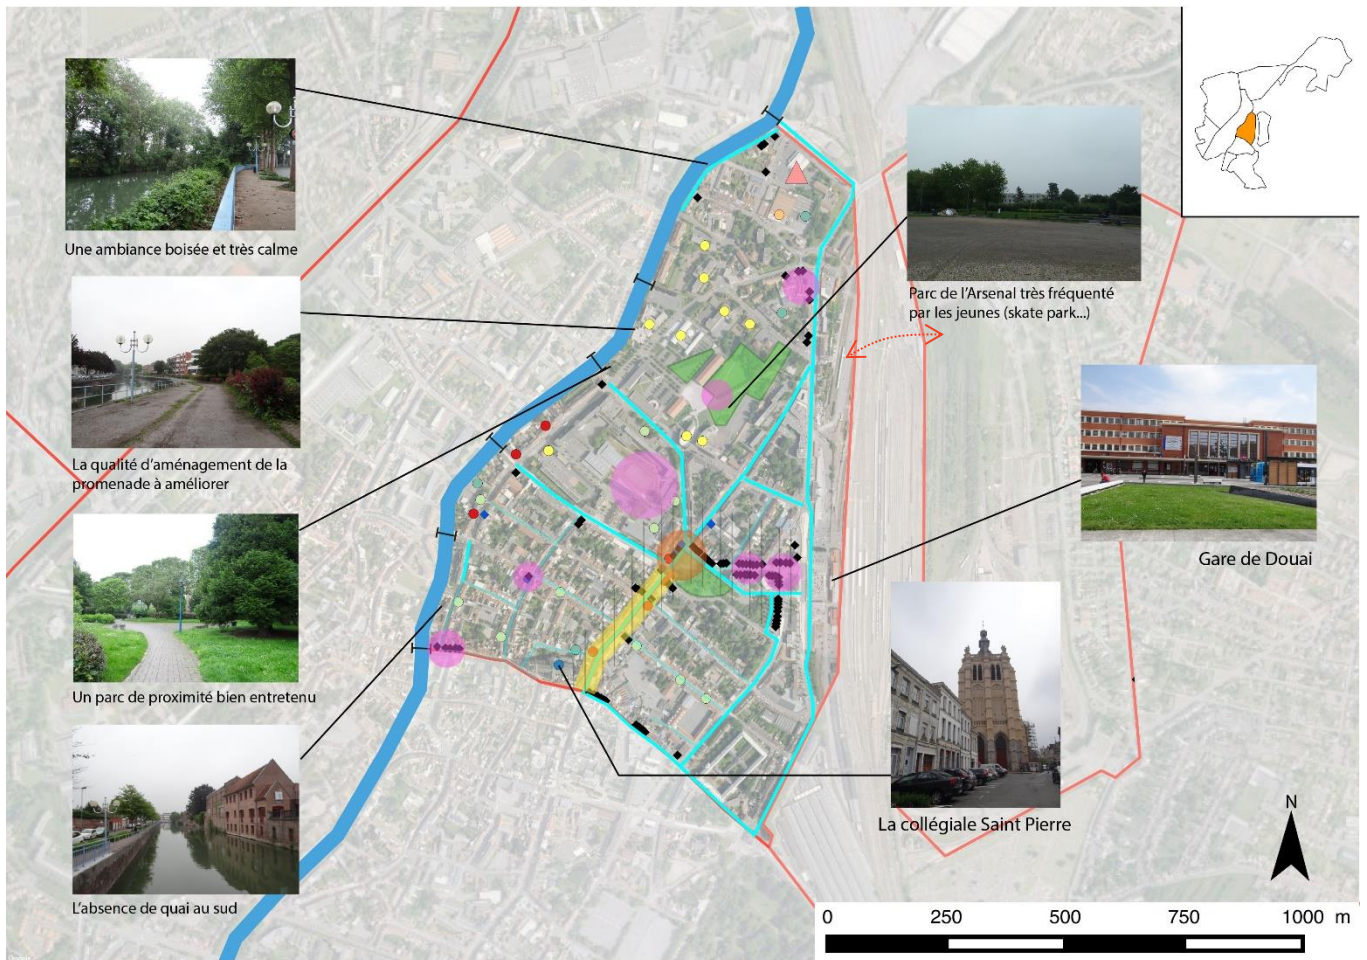 Une ambiance boisée et très calme
La qualité d'aménagement de la
promenade à améliorer
Un parc de proximité bien entretenu
L'absence de quai au sud
Parc de l'Arsenal très fréquenté
par les jeunes (skate park...)
Gare de Douai
La collégiale Saint Pierre
N
0 250 500 750 1000 m